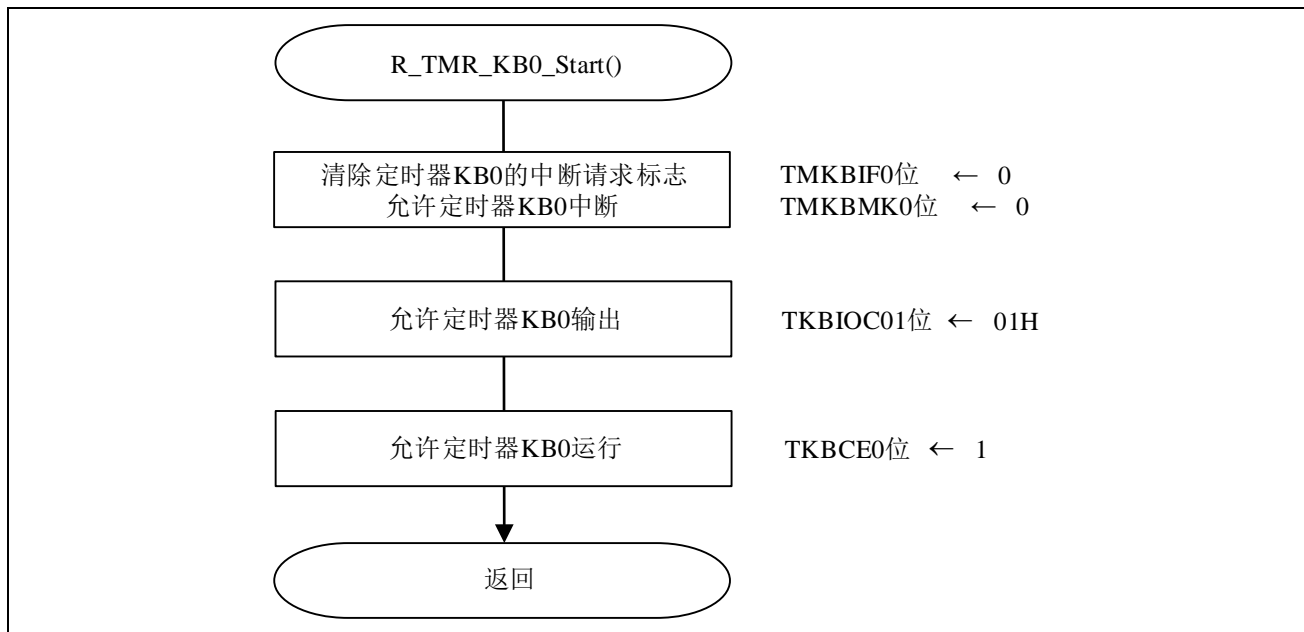 R_TMR_KB0_Start()
清除定时器KB0的中断请求标志 TMKBIF0位 ← 0
允许定时器KB0中断 TMKBMK0位 ← 0
允许定时器KB0输出 TKBIOC01位 ← 01H
允许定时器KB0运行 TKBCE0位 ← 1
返回